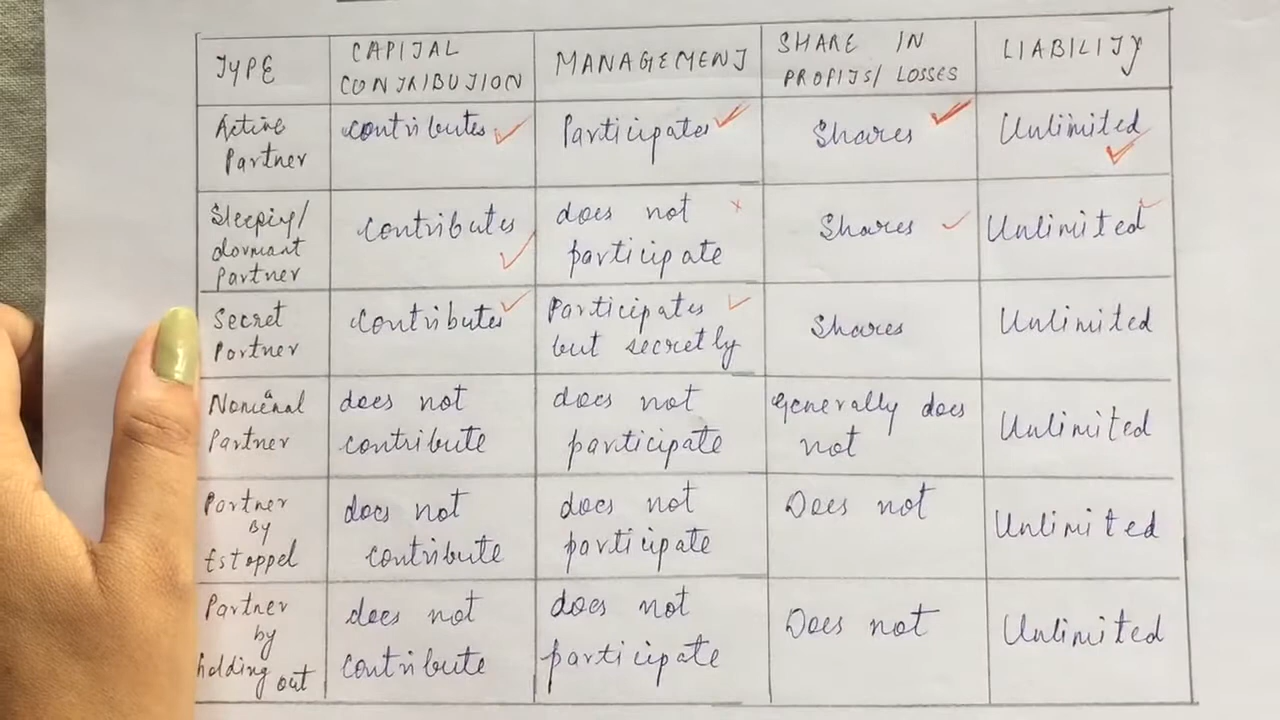 TYPE
CAPITAL CONTRIBUTION
MANAGEMENT
SHARE IN PROFITS/LOSSES
LIABILITY
Active Partner
contributes
Participates
Shares
Unlimited
Sleeping/ dormant Partner
contributes
does not participate
Shares
Unlimited
Secret Partner
contributes
Participates but secretly
Shares
Unlimited
Nominal Partner
does not contribute
does not participate
Generally does not
Unlimited
Partner By Estoppel
does not contribute
does not participate
Does not
Unlimited
Partner by holding out
does not contribute
does not participate
Does not
Unlimited